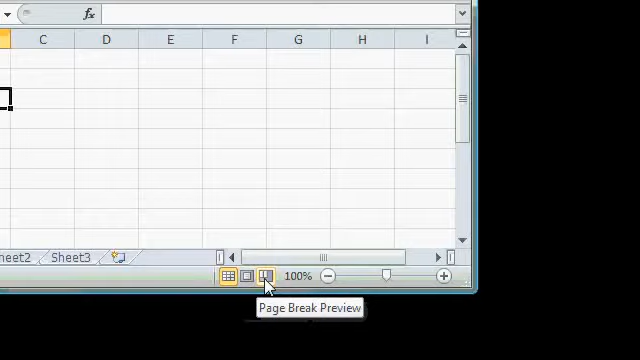 fx
C D E F G H I
heet2 Sheet3
100%
Page Break Preview